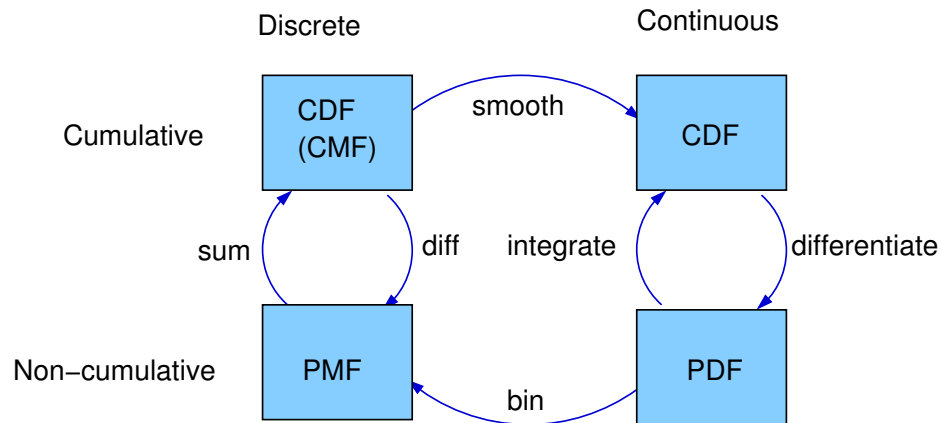 Discrete
Continuous
Cumulative
CDF
(CMF)
smooth
CDF
sum
diff
integrate
differentiate
Non−cumulative
PMF
bin
PDF